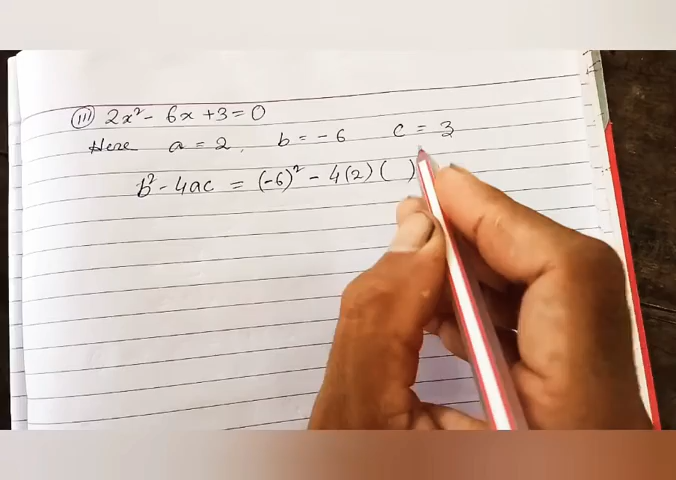 (iii) 2x² - 6x + 3 = 0
Here a = 2, b = - 6 c = 3
b² - 4ac = (-6)² - 4(2)( )